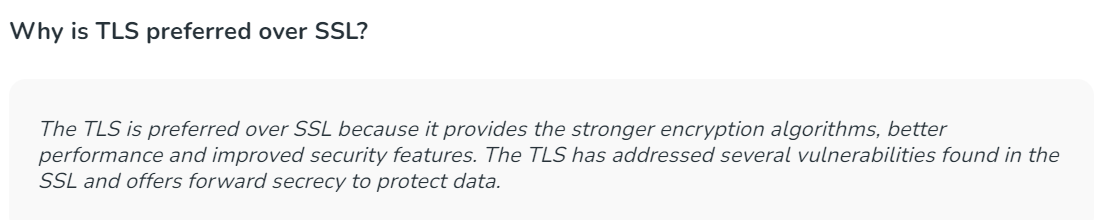 Why is TLS preferred over SSL?
The TLS is preferred over SSL because it provides the stronger encryption algorithms, better
performance and improved security features. The TLS has addressed several vulnerabilities found in the
SSL and offers forward secrecy to protect data.